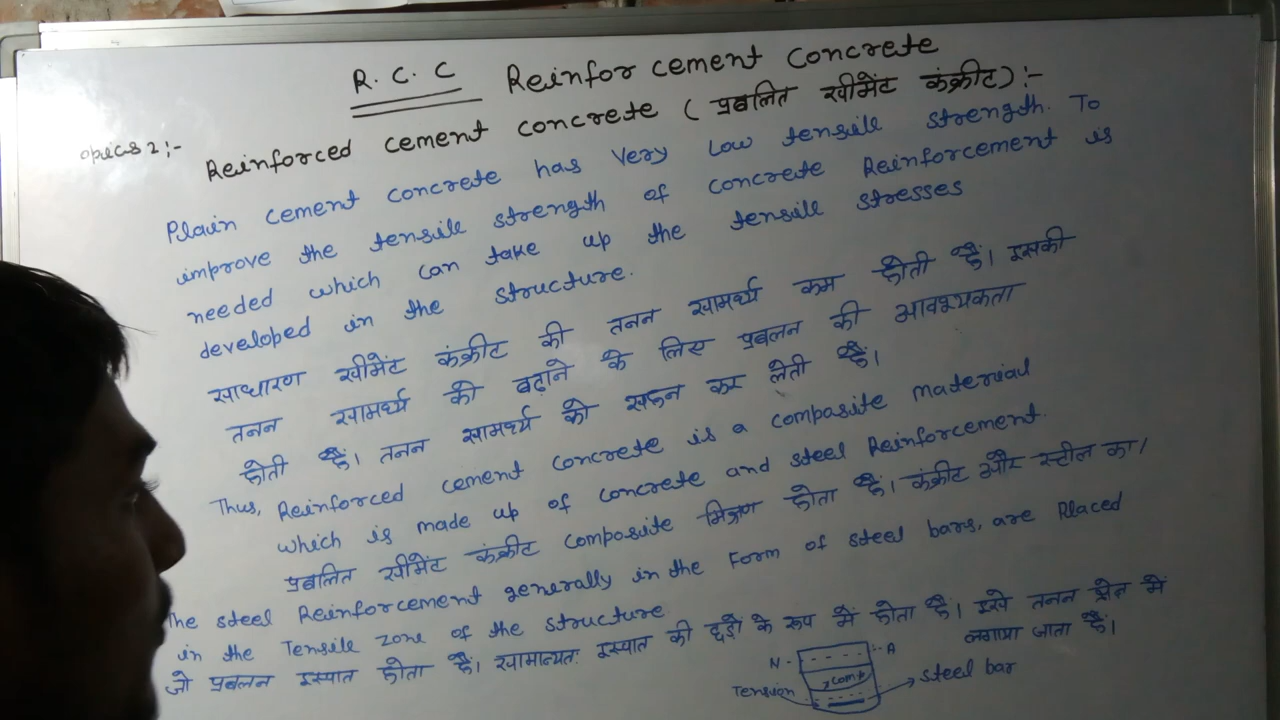 R.C.C Reinforcement Concrete
opics 2:-
Reinforced cement concrete (प्रबलित सीमेंट कंक्रीट):-
Plain cement concrete has very low tensile strength. To
improve the tensile strength of concrete Reinforcement is
needed which can take up the tensile stresses
developed in the structure.
साधारण सीमेंट कंक्रीट की तनन सामर्थ्य कम होती है। इसकी
तनन सामर्थ्य को बढ़ाने के लिए प्रबलन की आवश्यकता
होती है। तनन सामर्थ्य को सहन कर लेती है।
Thus, Reinforced cement concrete is a composite material
which is made up of concrete and steel Reinforcement.
प्रबलित सीमेंट कंक्रीट composite मिश्रण होता है। कंक्रीट और स्टील का।
The steel Reinforcement generally in the Form of steel bars, are Placed
in the Tensile zone of the structure
जो प्रबलन इस्पात होता है। सामान्यतः इस्पात की छड़ो के रूप में होता है। इसे तनन क्षेत्र में
लगाया जाता है।
N - - A
Tension
steel bar